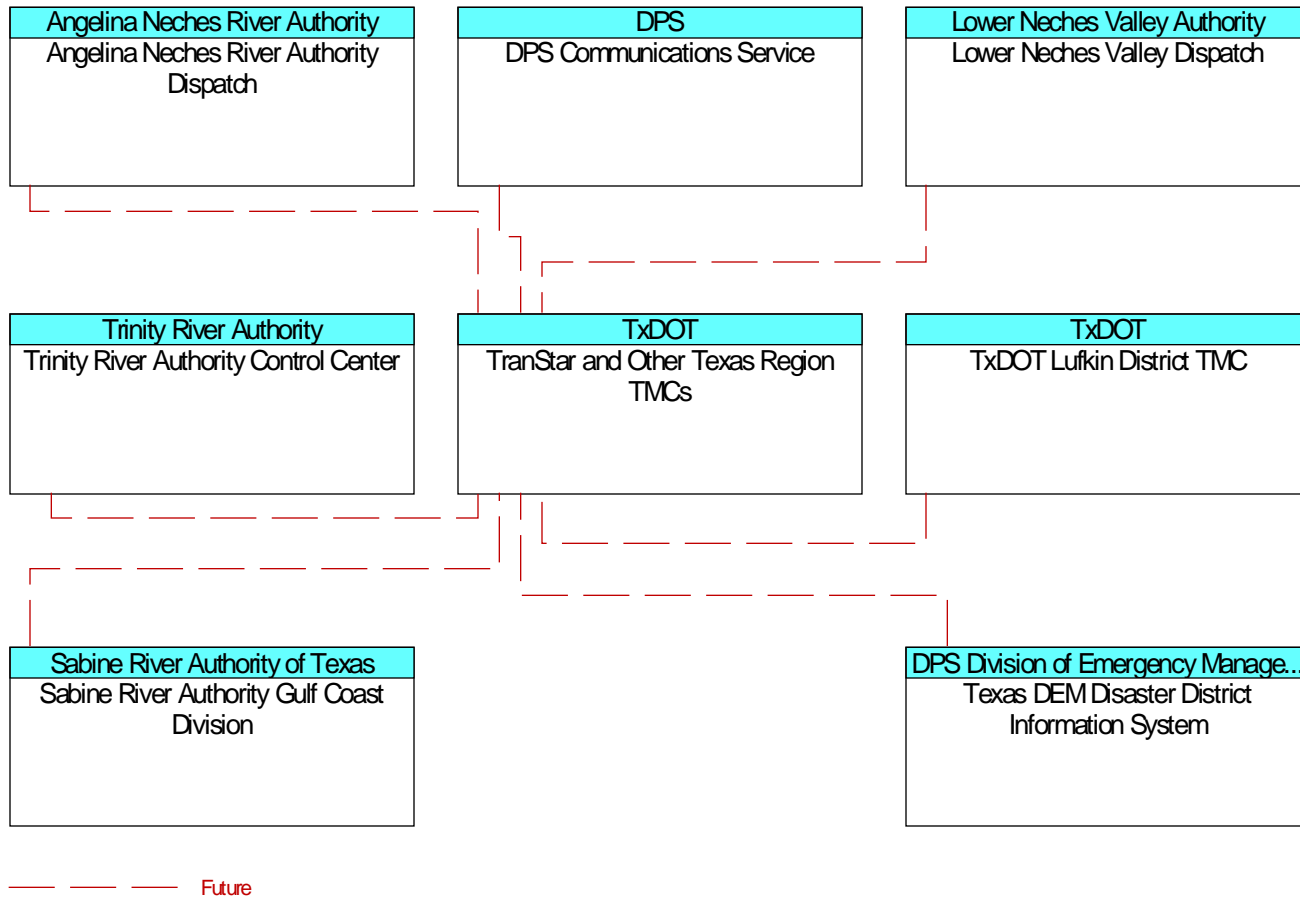 Angelina Neches River Authority
Angelina Neches River Authority
Dispatch
DPS
DPS Communications Service
Lower Neches Valley Authority
Lower Neches Valley Dispatch
Trinity River Authority
Trinity River Authority Control Center
TxDOT
TranStar and Other Texas Region
TMCs
TxDOT
TxDOT Lufkin District TMC
Sabine River Authority of Texas
Sabine River Authority Gulf Coast
Division
DPS Division of Emergency Manage...
Texas DEM Disaster District
Information System
Future